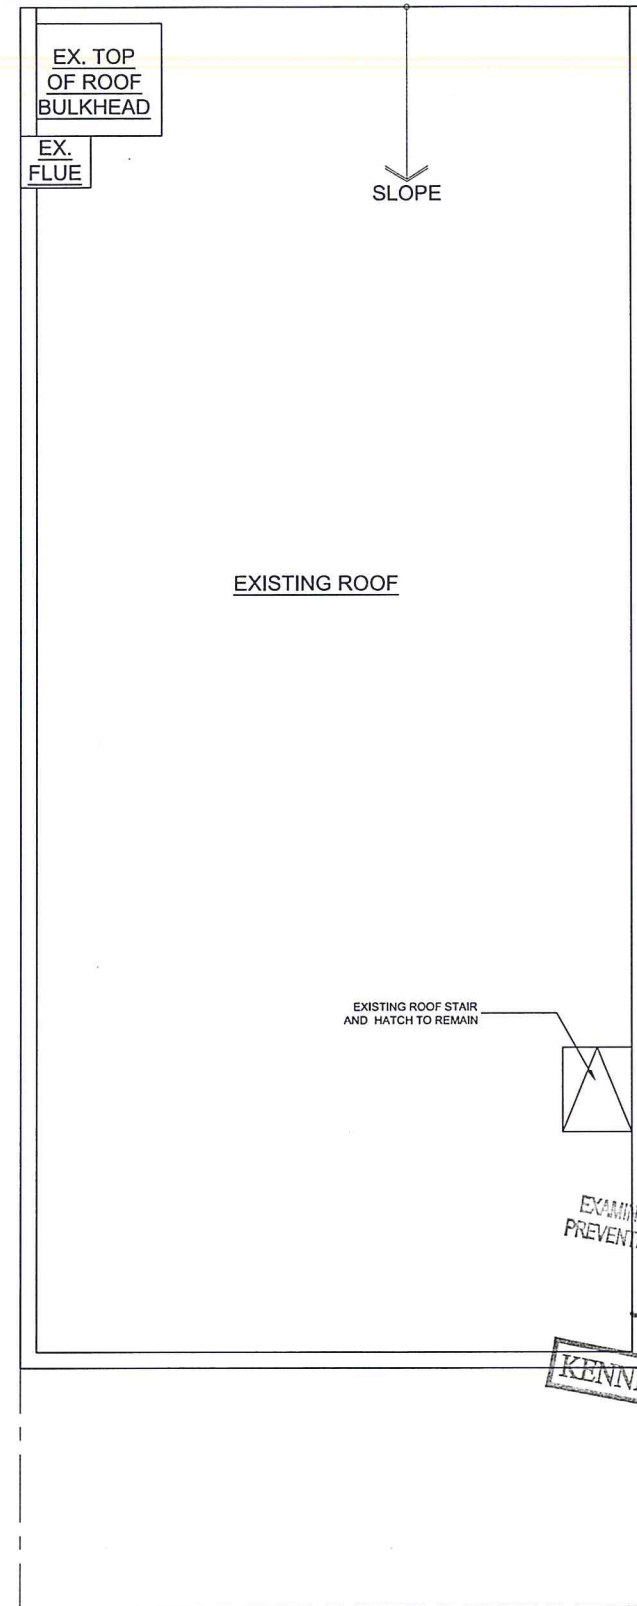 EX. TOP
OF ROOF
BULKHEAD
EX.
FLUE
SLOPE
EXISTING ROOF
EXISTING ROOF STAIR
AND HATCH TO REMAIN